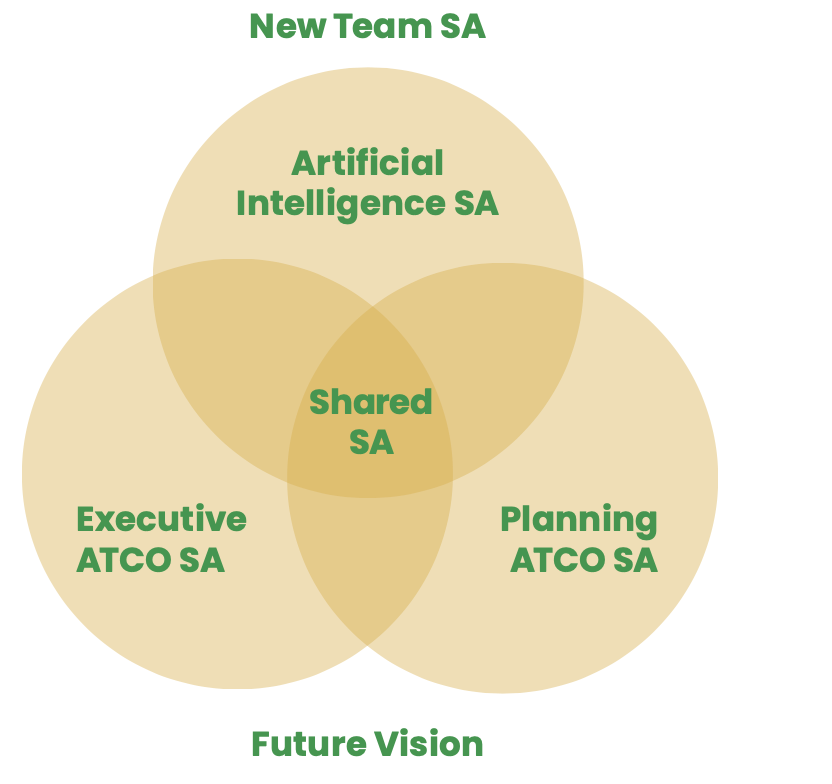 New Team SA
Artificial
Intelligence SA
Shared
SA
Executive
ATCO SA
Planning
ATCO SA
Future Vision